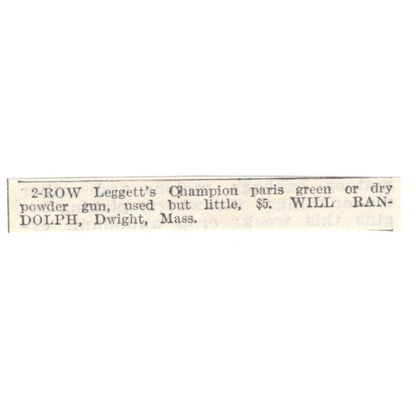 2-ROW Leggett's Champion paris green or dry
powder gun, used but little, $5. WILL RAN-
DOLPH, Dwight, Mass.